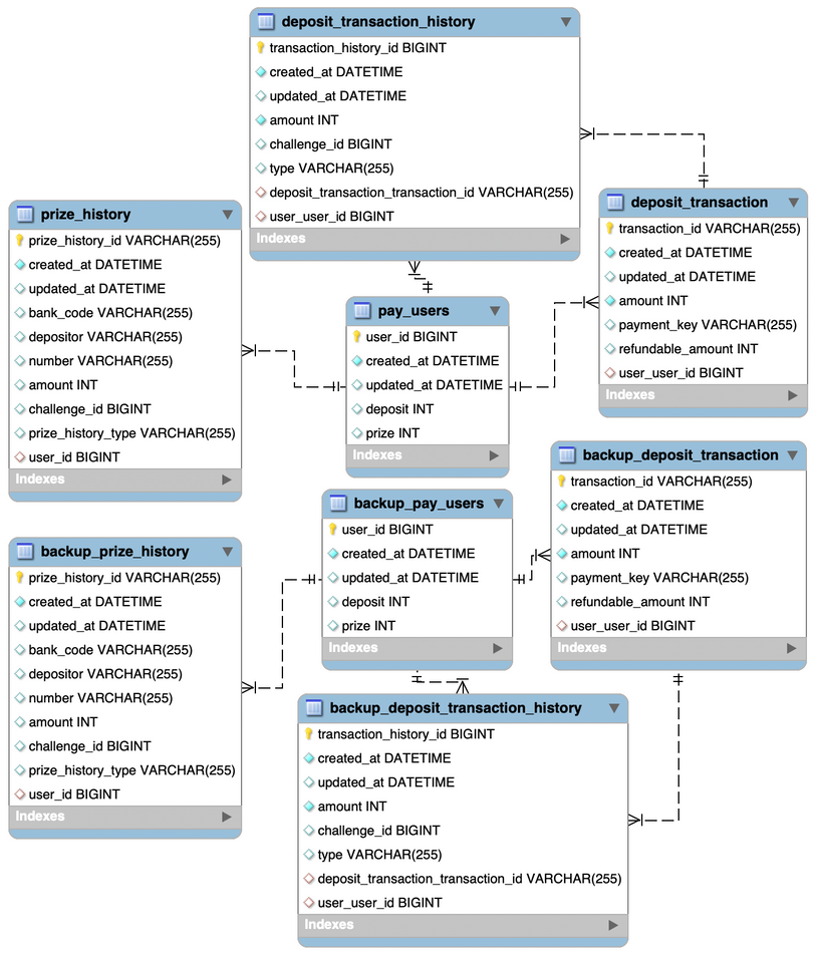 deposit_transaction_history
transaction_history_id BIGINT
created_at DATETIME
updated_at DATETIME
amount INT
challenge_id BIGINT
type VARCHAR(255)
deposit_transaction_transaction_id VARCHAR(255)
user_user_id BIGINT
Indexes
deposit_transaction
transaction_id VARCHAR(255)
created_at DATETIME
updated_at DATETIME
amount INT
payment_key VARCHAR(255)
refundable_amount INT
user_user_id BIGINT
Indexes
prize_history
prize_history_id VARCHAR(255)
created_at DATETIME
updated_at DATETIME
bank_code VARCHAR(255)
depositor VARCHAR(255)
number VARCHAR(255)
amount INT
challenge_id BIGINT
prize_history_type VARCHAR(255)
user_id BIGINT
Indexes
pay_users
user_id BIGINT
created_at DATETIME
updated_at DATETIME
deposit INT
prize INT
Indexes
backup_deposit_transaction
transaction_id VARCHAR(255)
created_at DATETIME
updated_at DATETIME
amount INT
payment_key VARCHAR(255)
refundable_amount INT
user_user_id BIGINT
Indexes
backup_pay_users
user_id BIGINT
created_at DATETIME
updated_at DATETIME
deposit INT
prize INT
Indexes
backup_prize_history
prize_history_id VARCHAR(255)
created_at DATETIME
updated_at DATETIME
bank_code VARCHAR(255)
depositor VARCHAR(255)
number VARCHAR(255)
amount INT
challenge_id BIGINT
prize_history_type VARCHAR(255)
user_id BIGINT
Indexes
backup_deposit_transaction_history
transaction_history_id BIGINT
created_at DATETIME
updated_at DATETIME
amount INT
challenge_id BIGINT
type VARCHAR(255)
deposit_transaction_transaction_id VARCHAR(255)
user_user_id BIGINT
Indexes